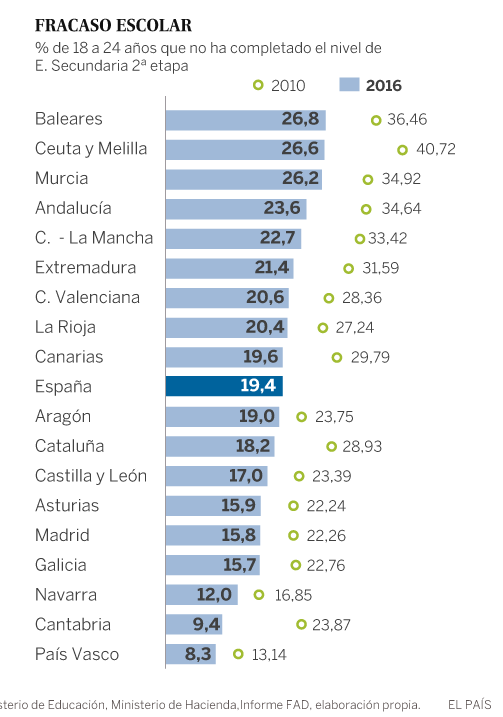 FRACASO ESCOLAR
% de 18 a 24 años que no ha completado el nivel de
E. Secundaria 2ª etapa
2010 2016
Baleares 26,8 36,46
Ceuta y Melilla 26,6 40,72
Murcia 26,2 34,92
Andalucía 23,6 34,64
C. - La Mancha 22,7 33,42
Extremadura 21,4 31,59
C. Valenciana 20,6 28,36
La Rioja 20,4 27,24
Canarias 19,6 29,79
España 19,4
Aragón 19,0 23,75
Cataluña 18,2 28,93
Castilla y León 17,0 23,39
Asturias 15,9 22,24
Madrid 15,8 22,26
Galicia 15,7 22,76
Navarra 12,0 16,85
Cantabria 9,4 23,87
País Vasco 8,3 13,14
sterio de Educación, Ministerio de Hacienda,Informe FAD, elaboración propia. EL PAÍS